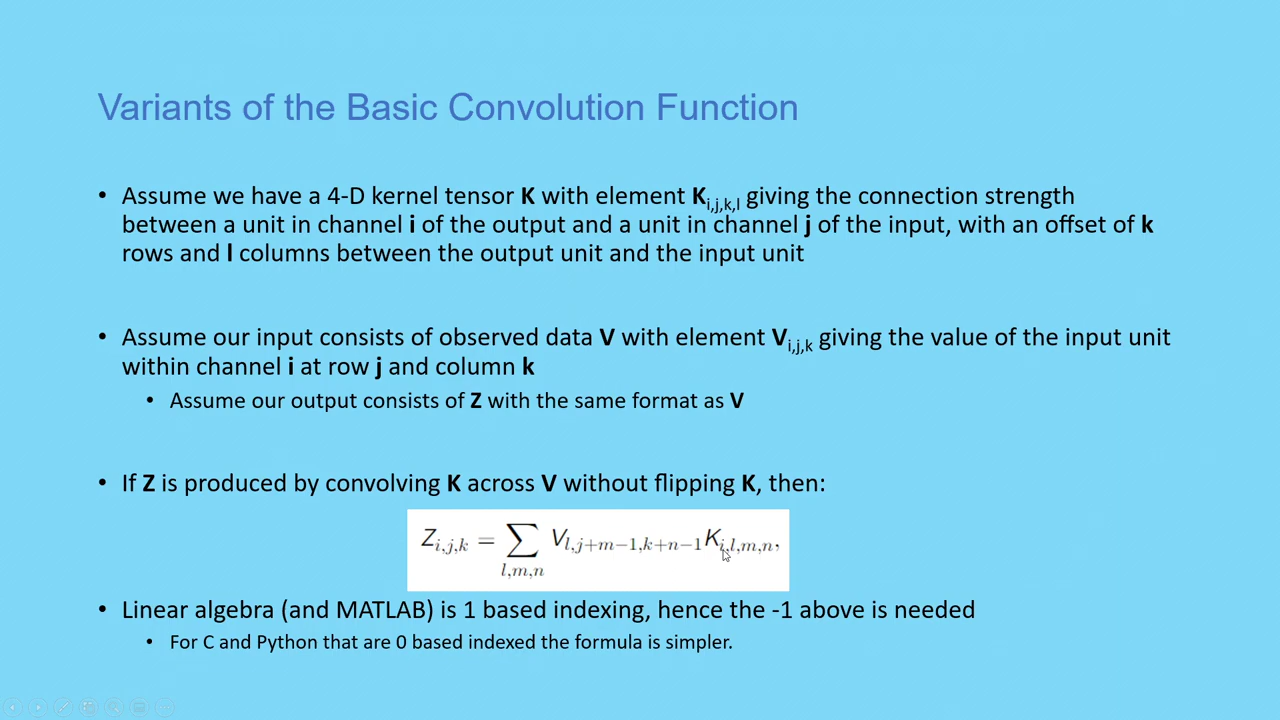 Variants of the Basic Convolution Function
• Assume we have a 4-D kernel tensor K with element Ki,j,k,l giving the connection strength
between a unit in channel i of the output and a unit in channel j of the input, with an offset of k
rows and l columns between the output unit and the input unit
• Assume our input consists of observed data V with element Vi,j,k giving the value of the input unit
within channel i at row j and column k
• Assume our output consists of Z with the same format as V
• If Z is produced by convolving K across V without flipping K, then:
Zi,j,k = ∑l,m,n Vl,j+m−1,k+n−1Ki,l,m,n,
• Linear algebra (and MATLAB) is 1 based indexing, hence the -1 above is needed
• For C and Python that are 0 based indexed the formula is simpler.